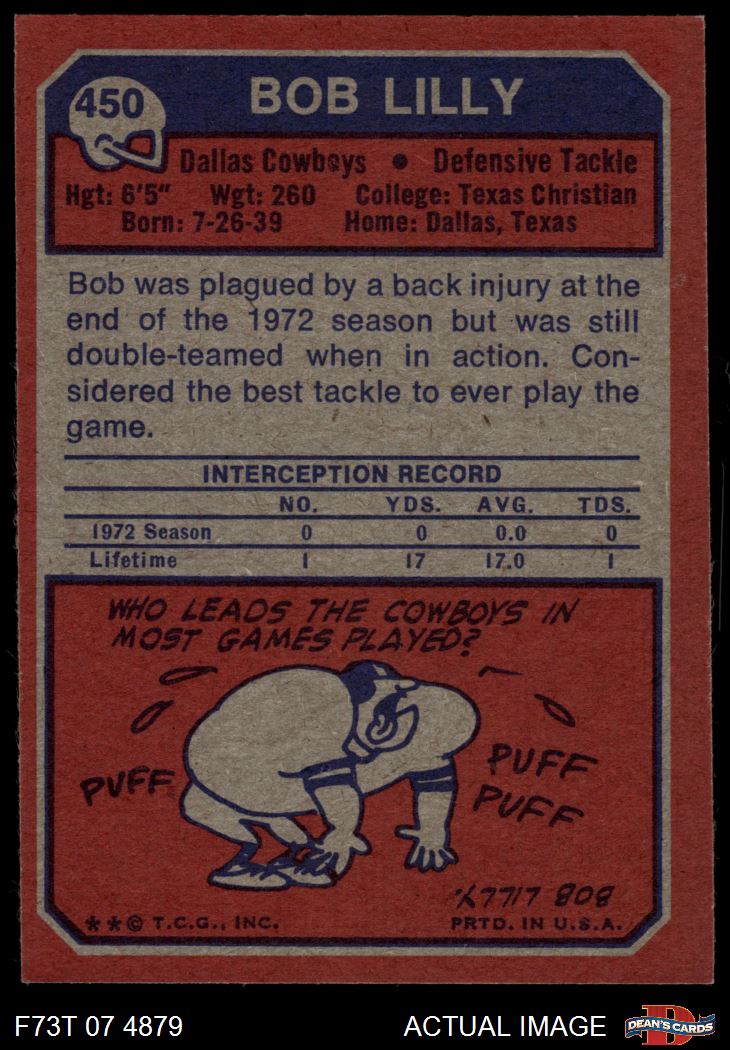 450
BOB LILLY
Dallas Cowboys • Defensive Tackle
Hgt: 6'5" Wgt: 260 College: Texas Christian
Born: 7-26-39 Home: Dallas, Texas
Bob was plagued by a back injury at the
end of the 1972 season but was still
double-teamed when in action. Con-
sidered the best tackle to ever play the
game.
INTERCEPTION RECORD
NO. YDS. AVG. TDS.
1972 Season 0 0 0.0 0
Lifetime 1 17 17.0 1
WHO LEADS THE COWBOYS IN
MOST GAMES PLAYED?
PUFF
PUFF
PUFF
BOB LILLY.
**© T.C.G., INC. PRTD. IN U.S.A.
F73T 07 4879 ACTUAL IMAGE
D
DEAN'S CARDS